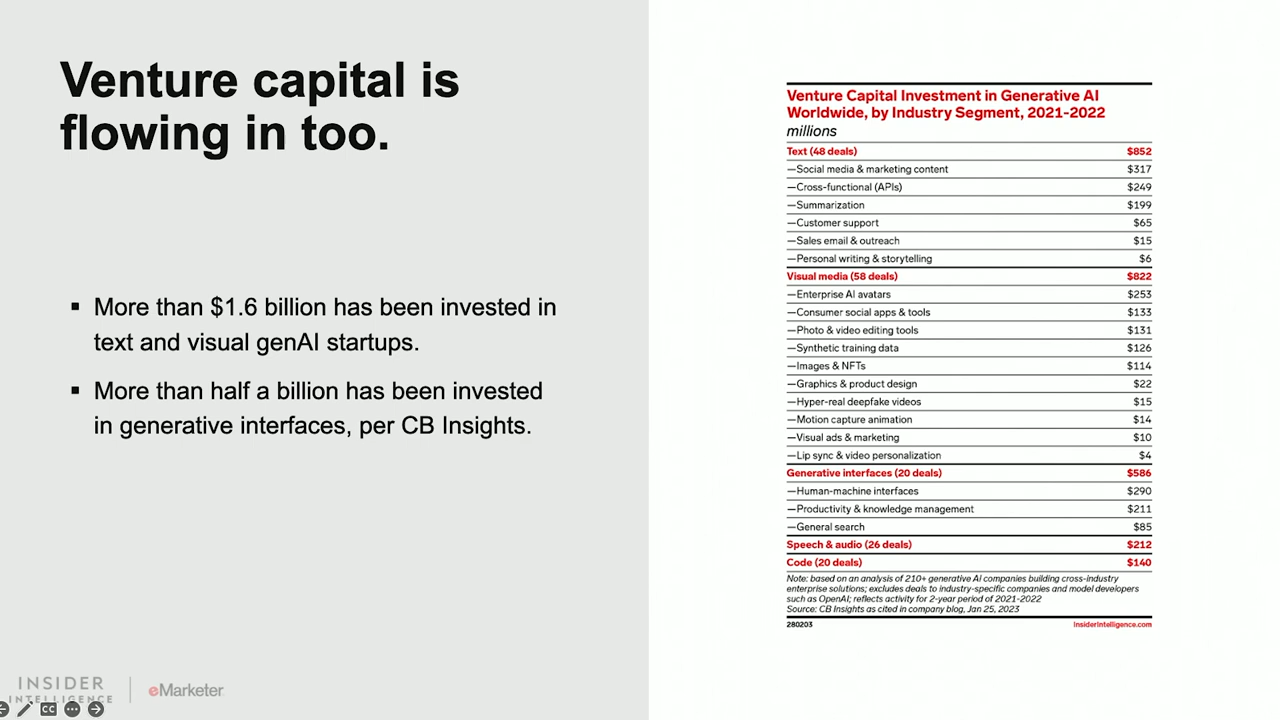 Venture capital is
flowing in too.
▪ More than $1.6 billion has been invested in
text and visual genAI startups.
▪ More than half a billion has been invested
in generative interfaces, per CB Insights.
Venture Capital Investment in Generative AI
Worldwide, by Industry Segment, 2021-2022
millions
Text (48 deals) $852
—Social media & marketing content $317
—Cross-functional (APIs) $249
—Summarization $199
—Customer support $65
—Sales email & outreach $15
—Personal writing & storytelling $6
Visual media (58 deals) $822
—Enterprise AI avatars $253
—Consumer social apps & tools $133
—Photo & video editing tools $131
—Synthetic training data $126
—Images & NFTs $114
—Graphics & product design $22
—Hyper-real deepfake videos $15
—Motion capture animation $14
—Visual ads & marketing $10
—Lip sync & video personalization $4
Generative interfaces (20 deals) $586
—Human-machine interfaces $290
—Productivity & knowledge management $211
—General search $85
Speech & audio (26 deals) $212
Code (20 deals) $140
Note: based on an analysis of 210+ generative AI companies building cross-industry
enterprise solutions; excludes deals to industry-specific companies and model developers
such as OpenAI; reflects activity for 2-year period of 2021-2022
Source: CB Insights as cited in company blog, Jan 25, 2023
280203 InsiderIntelligence.com
INSIDER
INTELLIGENCE
eMarketer
CC